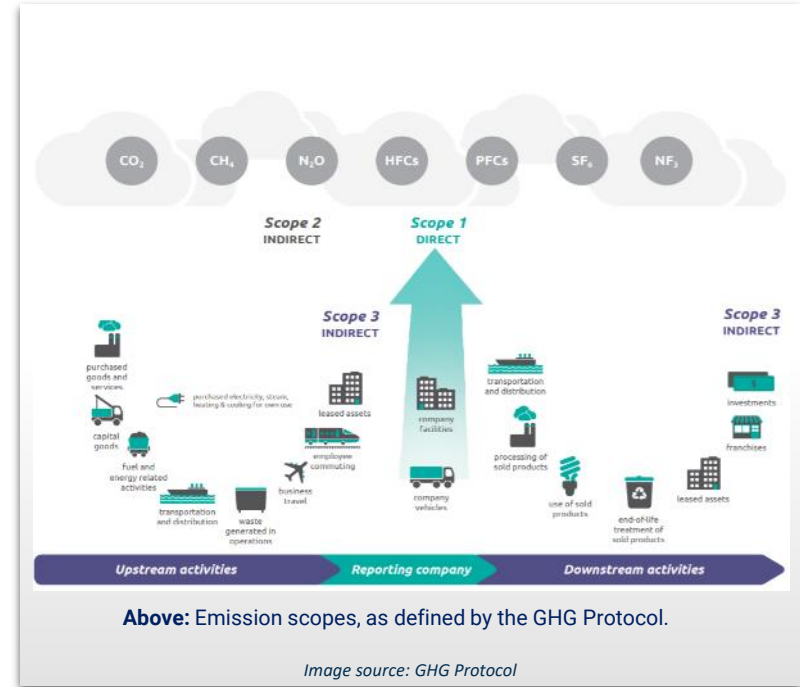 CO₂ CH₄ N₂O HFCs PFCs SF₆ NF₃
Scope 2
INDIRECT
Scope 1
DIRECT
Scope 3
INDIRECT
Scope 3
INDIRECT
purchased
goods and
services
capital
goods
fuel and
energy related
activities
purchased electricity, steam,
heating & cooling for own use
transportation
and distribution
waste
generated in
operations
business
travel
employee
commuting
leased assets
company
facilities
company
vehicles
transportation
and distribution
processing of
sold products
use of sold
products
end-of-life
treatment of
sold products
leased assets
franchises
investments
Upstream activities
Reporting company
Downstream activities
Above: Emission scopes, as defined by the GHG Protocol.
Image source: GHG Protocol